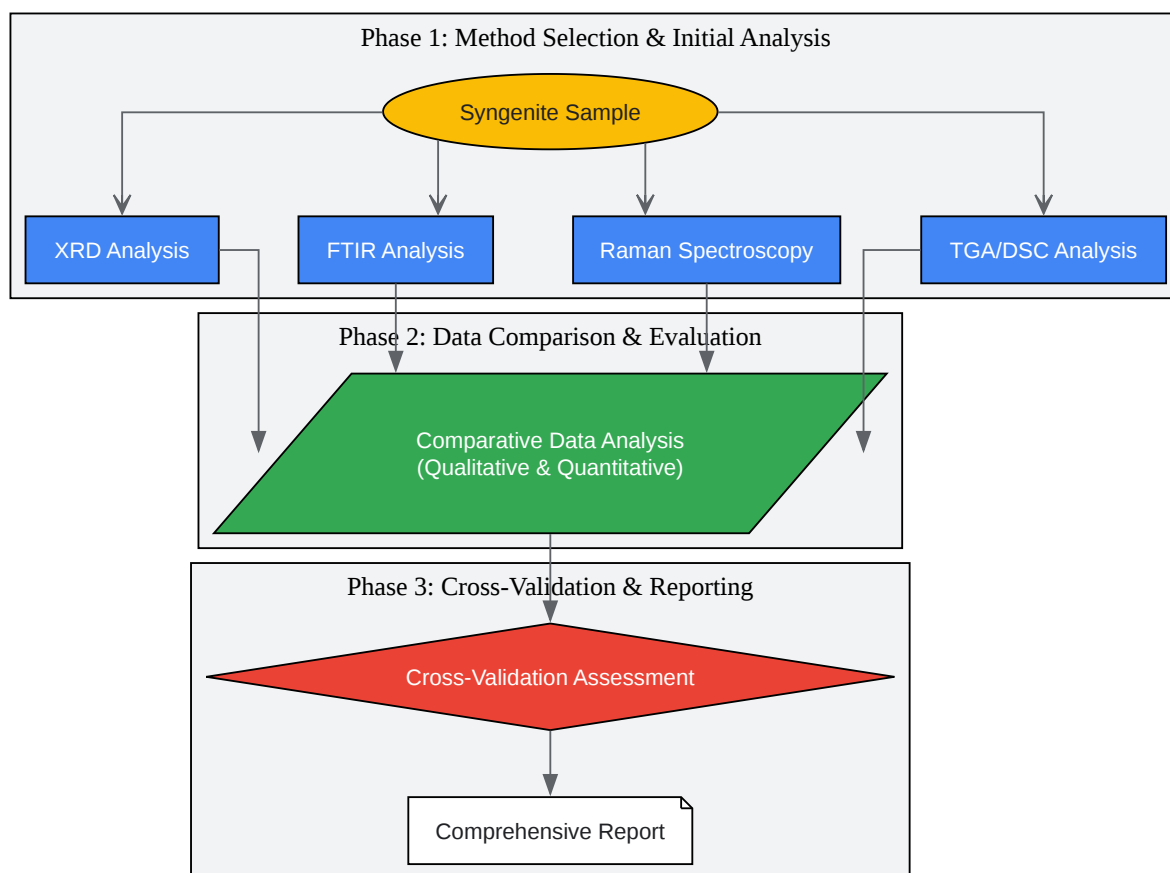 Phase 1: Method Selection & Initial Analysis
Syngenite Sample
XRD Analysis
FTIR Analysis
Raman Spectroscopy
TGA/DSC Analysis
Phase 2: Data Comparison & Evaluation
Comparative Data Analysis
(Qualitative & Quantitative)
Phase 3: Cross-Validation & Reporting
Cross-Validation Assessment
Comprehensive Report